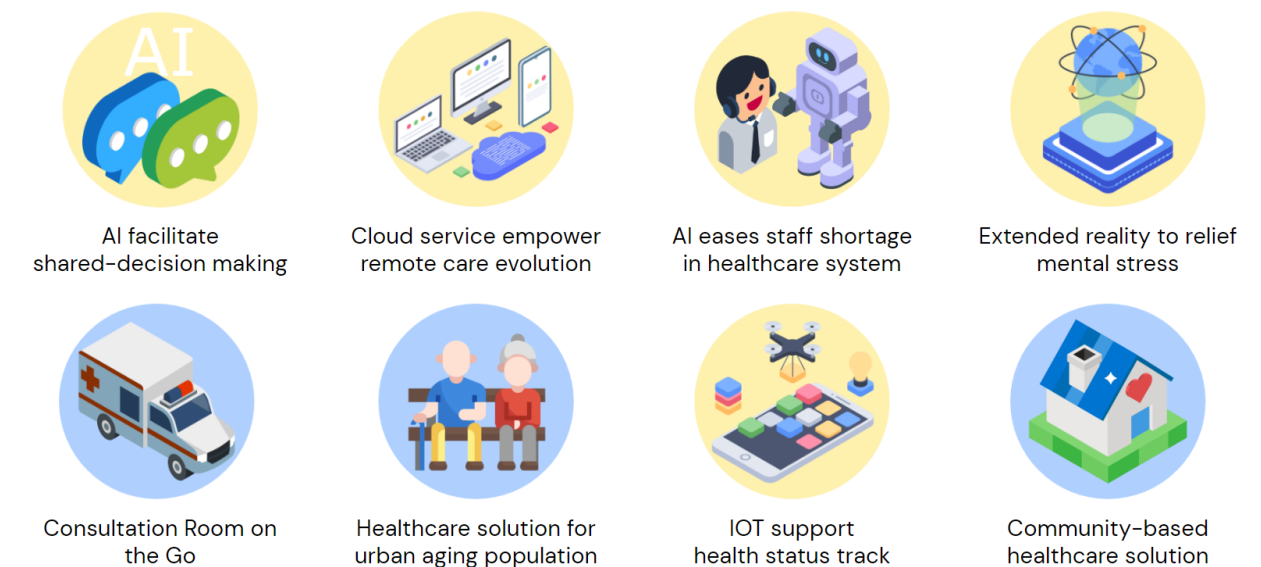 AI
AI facilitate
shared-decision making
Cloud service empower
remote care evolution
AI eases staff shortage
in healthcare system
Extended reality to relief
mental stress
Consultation Room on
the Go
Healthcare solution for
urban aging population
IOT support
health status track
Community-based
healthcare solution